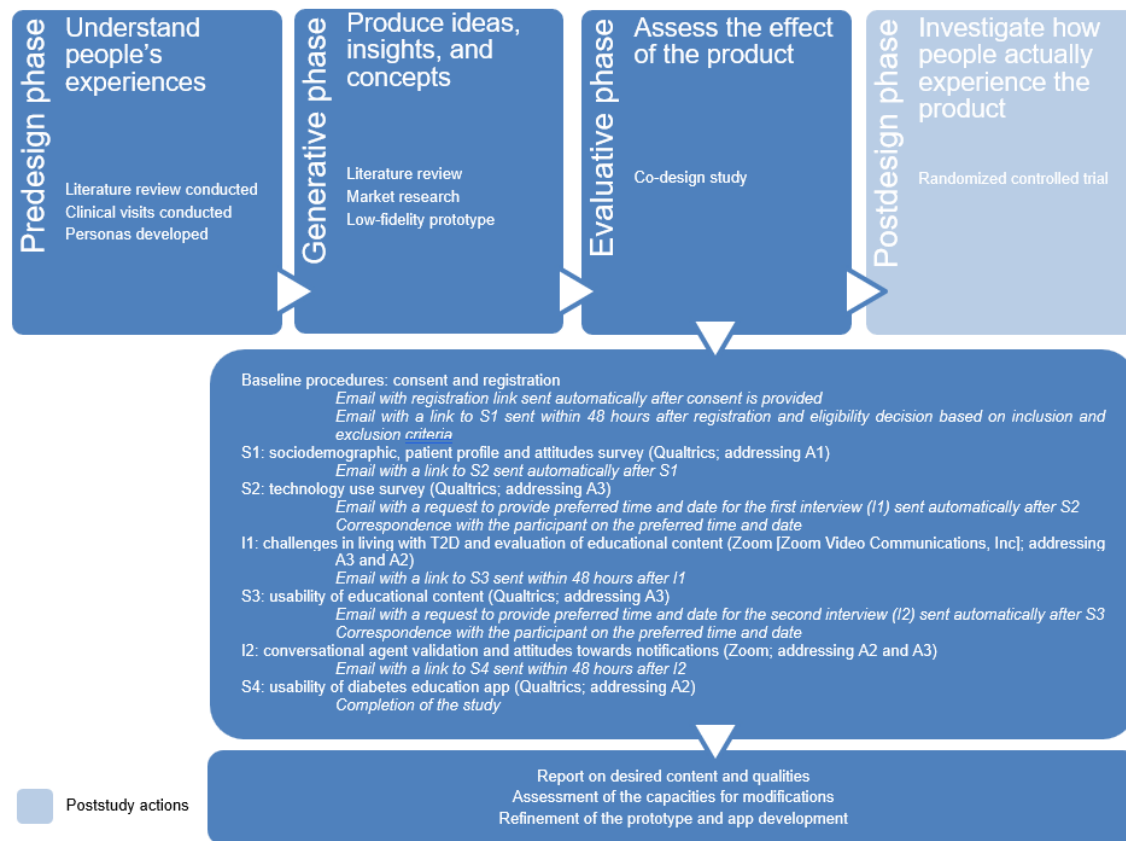 Predesign phase
Understand
people's
experiences
Literature review conducted
Clinical visits conducted
Personas developed
Generative phase
Produce ideas,
insights, and
concepts
Literature review
Market research
Low-fidelity prototype
Evaluative phase
Assess the effect
of the product
Co-design study
Postdesign phase
Investigate how
people actually
experience the
product
Randomized controlled trial
Baseline procedures: consent and registration
Email with registration link sent automatically after consent is provided
Email with a link to S1 sent within 48 hours after registration and eligibility decision based on inclusion and
exclusion criteria
S1: sociodemographic, patient profile and attitudes survey (Qualtrics; addressing A1)
Email with a link to S2 sent automatically after S1
S2: technology use survey (Qualtrics; addressing A3)
Email with a request to provide preferred time and date for the first interview (I1) sent automatically after S2
Correspondence with the participant on the preferred time and date
I1: challenges in living with T2D and evaluation of educational content (Zoom [Zoom Video Communications, Inc]; addressing
A3 and A2)
Email with a link to S3 sent within 48 hours after I1
S3: usability of educational content (Qualtrics; addressing A3)
Email with a request to provide preferred time and date for the second interview (I2) sent automatically after S3
Correspondence with the participant on the preferred time and date
I2: conversational agent validation and attitudes towards notifications (Zoom; addressing A2 and A3)
Email with a link to S4 sent within 48 hours after I2
S4: usability of diabetes education app (Qualtrics; addressing A2)
Completion of the study
Report on desired content and qualities
Assessment of the capacities for modifications
Refinement of the prototype and app development
Poststudy actions